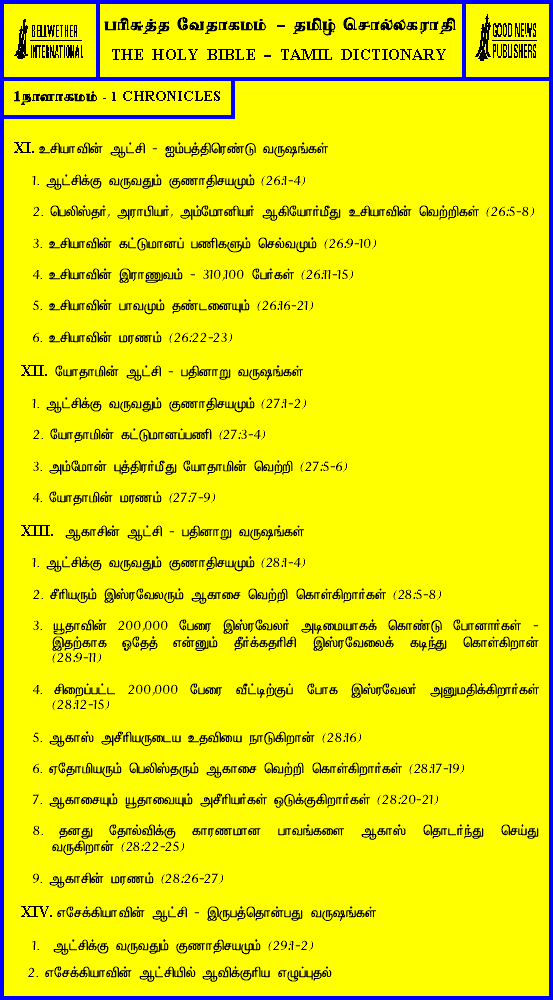 BELLWETHER
INTERNATIONAL
பரிசுத்த வேதாகமம் - தமிழ் சொல்லகராதி
THE HOLY BIBLE - TAMIL DICTIONARY
GOOD NEWS
PUBLISHERS
1நாளாகமம் - 1 CHRONICLES
XI. உசியாவின் ஆட்சி - ஐம்பத்திரெண்டு வருஷங்கள்
1. ஆட்சிக்கு வருவதும் குணாதிசயமும் (26:1-4)
2. பெலிஸ்தர், அராபியர், அம்மோனியர் ஆகியோர்மீது உசியாவின் வெற்றிகள் (26:5-8)
3. உசியாவின் கட்டுமானப் பணிகளும் செல்வமும் (26:9-10)
4. உசியாவின் இராணுவம் - 310,100 பேர்கள் (26:11-15)
5. உசியாவின் பாவமும் தண்டனையும் (26:16-21)
6. உசியாவின் மரணம் (26:22-23)
XII. யோதாமின் ஆட்சி - பதினாறு வருஷங்கள்
1. ஆட்சிக்கு வருவதும் குணாதிசயமும் (27:1-2)
2. யோதாமின் கட்டுமானப்பணி (27:3-4)
3. அம்மோன் புத்திரர்மீது யோதாமின் வெற்றி (27:5-6)
4. யோதாமின் மரணம் (27:7-9)
XIII. ஆகாசின் ஆட்சி - பதினாறு வருஷங்கள்
1. ஆட்சிக்கு வருவதும் குணாதிசயமும் (28:1-4)
2. சீரியரும் இஸ்ரவேலரும் ஆகாசை வெற்றி கொள்கிறார்கள் (28:5-8)
3. யூதாவின் 200,000 பேரை இஸ்ரவேலர் அடிமையாகக் கொண்டு போனார்கள் -
இதற்காக ஓதேத் என்னும் தீர்க்கதரிசி இஸ்ரவேலைக் கடிந்து கொள்கிறான்
(28:9-11)
4. சிறைப்பட்ட 200,000 பேரை வீட்டிற்குப் போக இஸ்ரவேலர் அனுமதிக்கிறார்கள்
(28:12-15)
5. ஆகாஸ் அசீரியருடைய உதவியை நாடுகிறான் (28:16)
6. ஏதோமியரும் பெலிஸ்தரும் ஆகாசை வெற்றி கொள்கிறார்கள் (28:17-19)
7. ஆகாசையும் யூதாவையும் அசீரியர்கள் ஒடுக்குகிறார்கள் (28:20-21)
8. தனது தோல்விக்கு காரணமான பாவங்களை ஆகாஸ் தொடர்ந்து செய்து
வருகிறான் (28:22-25)
9. ஆகாசின் மரணம் (28:26-27)
XIV. எசேக்கியாவின் ஆட்சி - இருபத்தொன்பது வருஷங்கள்
1. ஆட்சிக்கு வருவதும் குணாதிசயமும் (29:1-2)
2. எசேக்கியாவின் ஆட்சியில் ஆவிக்குரிய எழுப்புதல்